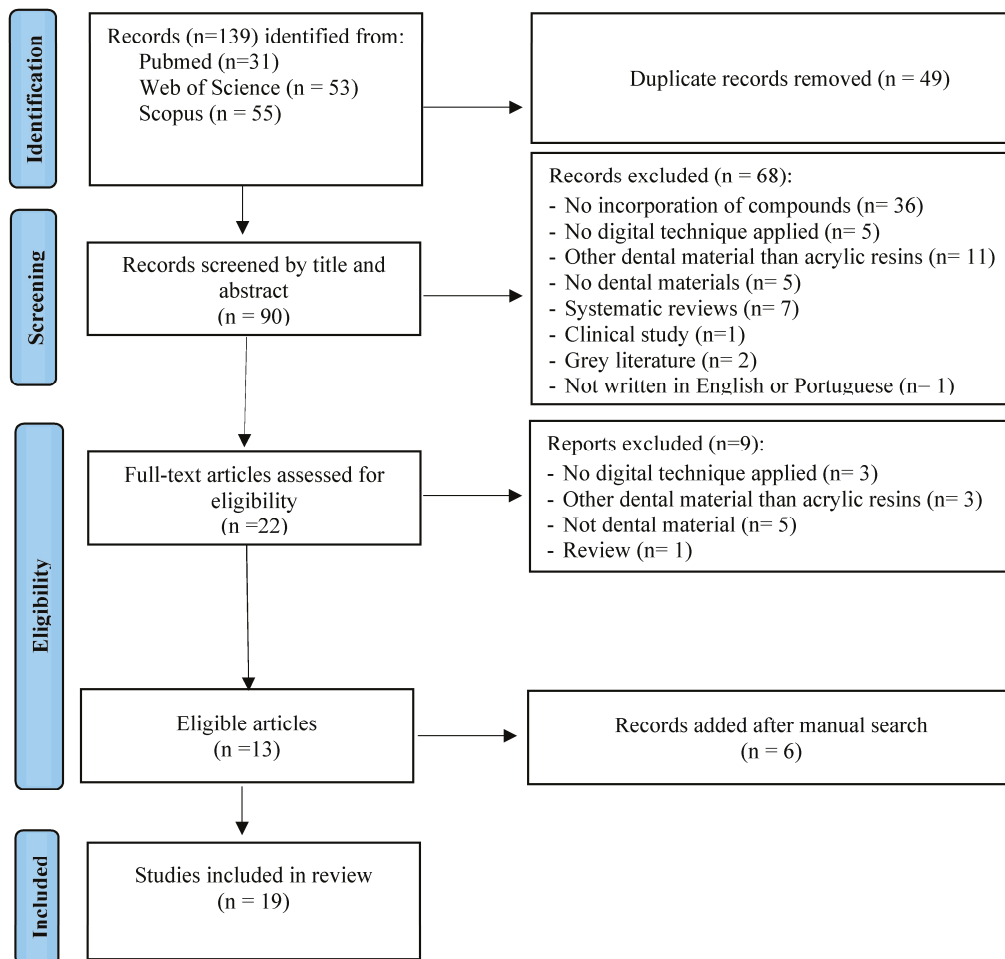 Identification
Records (n=139) identified from:
Pubmed (n=31)
Web of Science (n = 53)
Scopus (n = 55)
Duplicate records removed (n = 49)
Screening
Records screened by title and
abstract
(n = 90)
Records excluded (n = 68):
- No incorporation of compounds (n= 36)
- No digital technique applied (n= 5)
- Other dental material than acrylic resins (n= 11)
- No dental materials (n= 5)
- Systematic reviews (n= 7)
- Clinical study (n=1)
- Grey literature (n= 2)
- Not written in English or Portuguese (n= 1)
Eligibility
Full-text articles assessed for
eligibility
(n =22)
Reports excluded (n=9):
- No digital technique applied (n= 3)
- Other dental material than acrylic resins (n= 3)
- Not dental material (n= 5)
- Review (n= 1)
Eligible articles
(n =13)
Records added after manual search
(n = 6)
Included
Studies included in review
(n = 19)